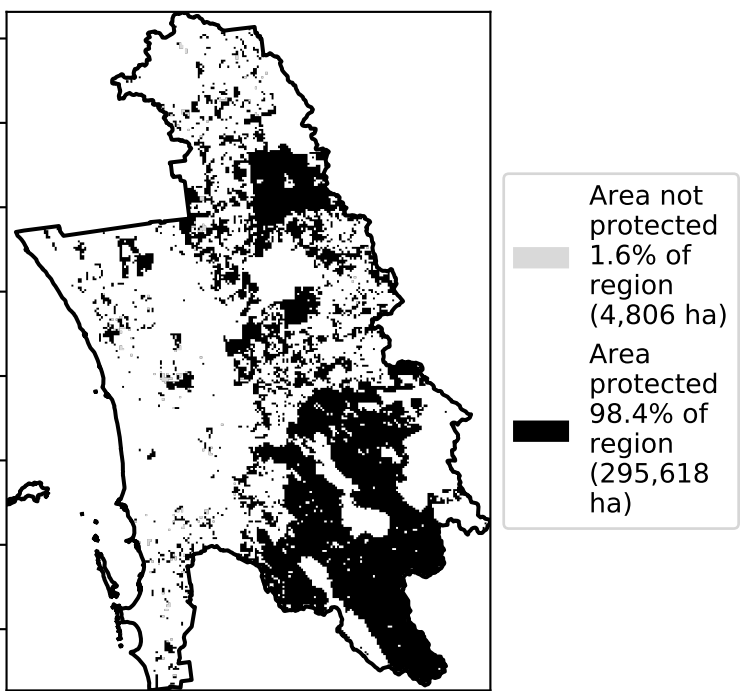 Area not
protected
1.6% of
region
(4,806 ha)
Area
protected
98.4% of
region
(295,618
ha)